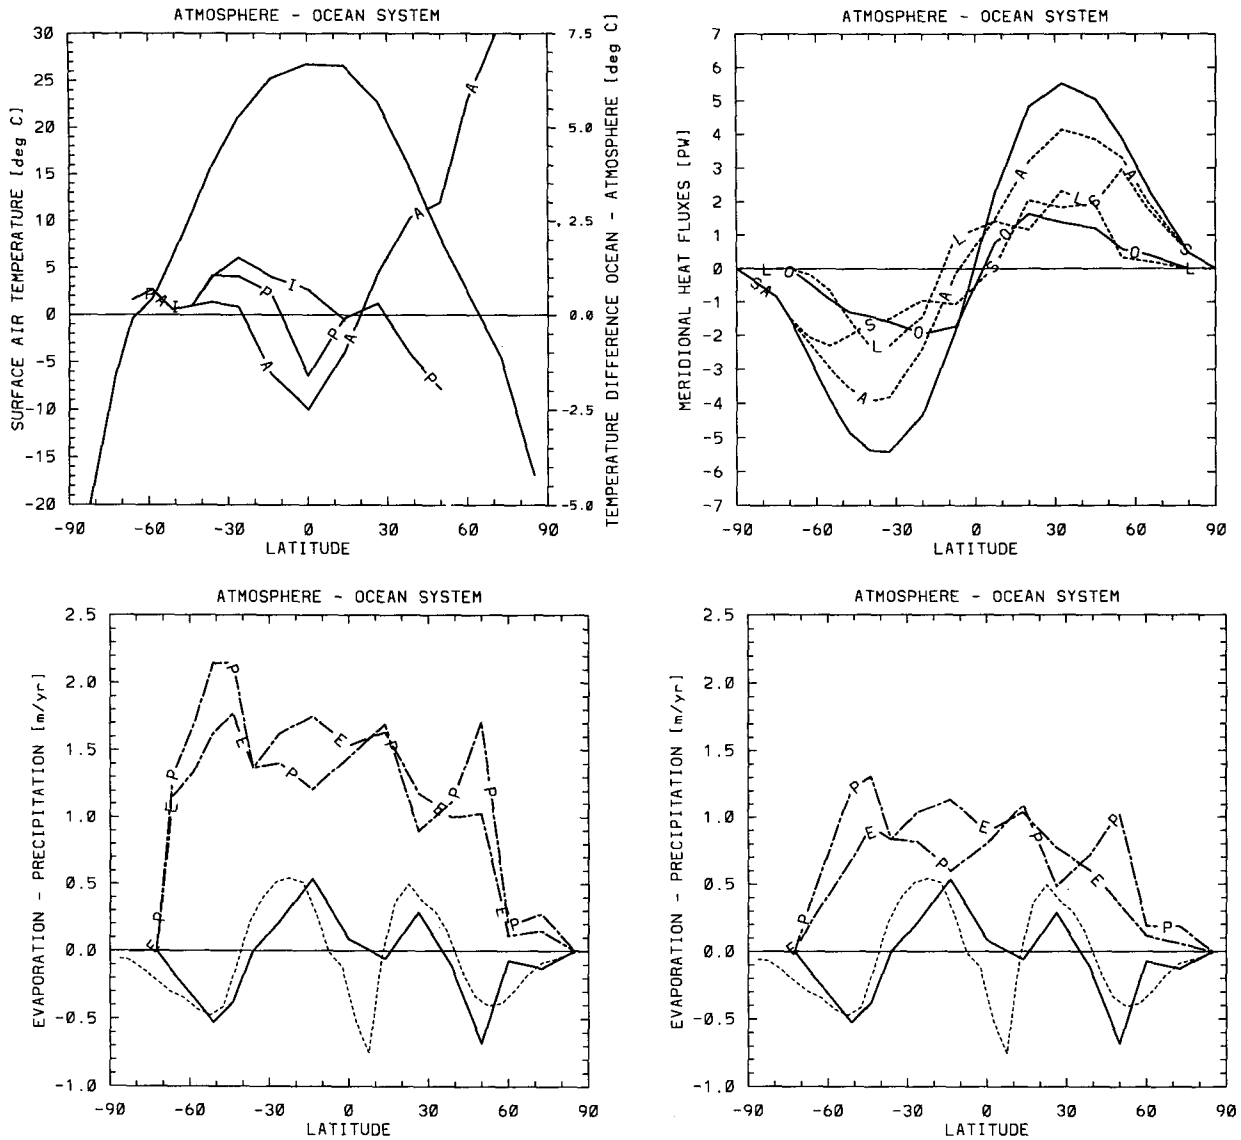 ATMOSPHERE - OCEAN SYSTEM
SURFACE AIR TEMPERATURE [deg C]
30
25
20
15
10
5
0
-5
-10
-15
-20
7.5
5.0
2.5
0.0
-2.5
-5.0
TEMPERATURE DIFFERENCE OCEAN - ATMOSPHERE [deg C]
A
A
P
A
I
P
I
P
A
A
P
-90 -60 -30 0 30 60 90
LATITUDE
ATMOSPHERE - OCEAN SYSTEM
MERIDIONAL HEAT FLUXES [PW]
7
6
5
4
3
2
1
0
-1
-2
-3
-4
-5
-6
-7
A
A
L
S
L
O
S
O
S
L
L
O
A
S
A
S
O
L
A
-90 -60 -30 0 30 60 90
LATITUDE
ATMOSPHERE - OCEAN SYSTEM
EVAPORATION - PRECIPITATION [m/yr]
2.5
2.0
1.5
1.0
0.5
0.0
-0.5
-1.0
P
E
E
P
P
P
E
P
P
P
E
P
P
E
-90 -60 -30 0 30 60 90
LATITUDE
ATMOSPHERE - OCEAN SYSTEM
EVAPORATION - PRECIPITATION [m/yr]
2.5
2.0
1.5
1.0
0.5
0.0
-0.5
-1.0
P
E
E
P
P
P
E
P
P
E
-90 -60 -30 0 30 60 90
LATITUDE